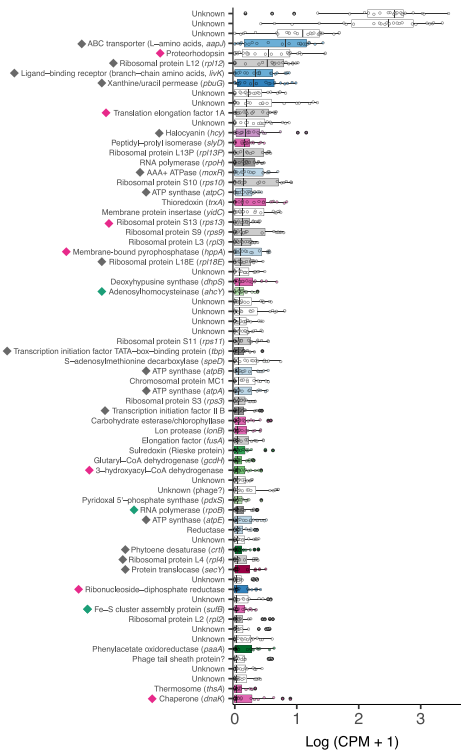 Unknown
Unknown
Unknown
ABC transporter (L−amino acids, aapJ)
Proteorhodopsin
Ribosomal protein L12 (rpl12)
Ligand−binding receptor (branch−chain amino acids, livK)
Xanthine/uracil permease (pbuG)
Unknown
Unknown
Translation elongation factor 1A
Unknown
Halocyanin (hcy)
Peptidyl−prolyl isomerise (slyD)
Ribosomal protein L13P (rpl13P)
RNA polymerase (rpoH)
AAA+ ATPase (moxR)
Ribosomal protein S10 (rps10)
ATP synthase (atpC)
Thioredoxin (trxA)
Membrane protein insertase (yidC)
Ribosomal protein S13 (rps13)
Ribosomal protein S9 (rps9)
Ribosomal protein L3 (rpl3)
Membrane-bound pyrophosphatase (hppA)
Ribosomal protein L18E (rpl18E)
Unknown
Deoxyhypusine synthase (dhpS)
Adenosylhomocysteinase (ahcY)
Unknown
Unknown
Unknown
Unknown
Ribosomal protein S11 (rps11)
Transcription initiation factor TATA−box−binding protein (tbp)
S−adenosylmethionine decarboxylase (speD)
ATP synthase (atpB)
Chromosomal protein MC1
ATP synthase (atpA)
Ribosomal protein S3 (rps3)
Transcription initiation factor II B
Carbohydrate esterase/chlorophyllase
Lon protease (lonB)
Elongation factor (fusA)
Sulredoxin (Rieske protein)
Glutaryl−CoA dehydrogenase (gcdH)
3−hydroxyacyl−CoA dehydrogenase
Unknown
Unknown (phage?)
Pyridoxal 5'−phosphate synthase (pdxS)
RNA polymerase (rpoB)
ATP synthase (atpE)
Reductase
Unknown
Phytoene desaturase (crtI)
Ribosomal protein L4 (rpl4)
Protein translocase (secY)
Unknown
Ribonucleoside−diphosphate reductase
Unknown
Fe−S cluster assembly protein (sufB)
Ribosomal protein L2 (rpl2)
Unknown
Unknown
Phenylacetate oxidoreductase (paaA)
Phage tail sheath protein?
Unknown
Unknown
Thermosome (thsA)
Chaperone (dnaK)
0 1 2 3
Log (CPM + 1)